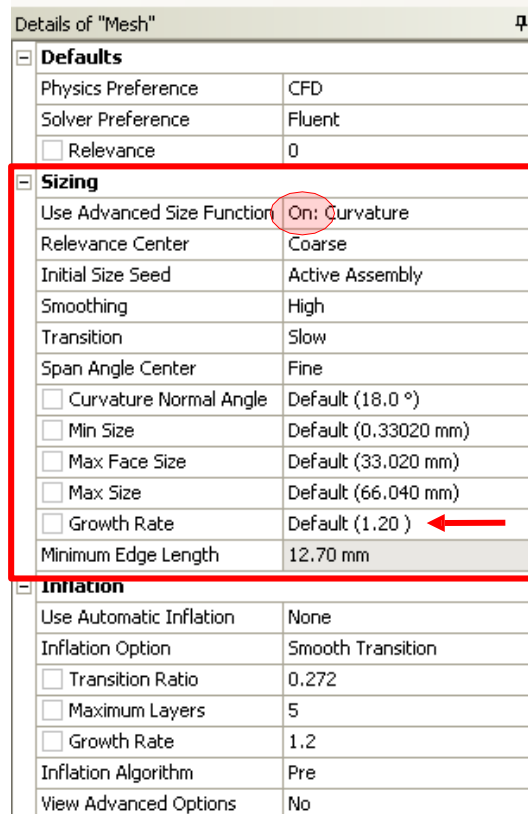 Details of "Mesh"
Defaults
Physics Preference CFD
Solver Preference Fluent
Relevance 0
Sizing
Use Advanced Size Function On: Curvature
Relevance Center Coarse
Initial Size Seed Active Assembly
Smoothing High
Transition Slow
Span Angle Center Fine
Curvature Normal Angle Default (18.0 °)
Min Size Default (0.33020 mm)
Max Face Size Default (33.020 mm)
Max Size Default (66.040 mm)
Growth Rate Default (1.20 )
Minimum Edge Length 12.70 mm
Inflation
Use Automatic Inflation None
Inflation Option Smooth Transition
Transition Ratio 0.272
Maximum Layers 5
Growth Rate 1.2
Inflation Algorithm Pre
View Advanced Options No